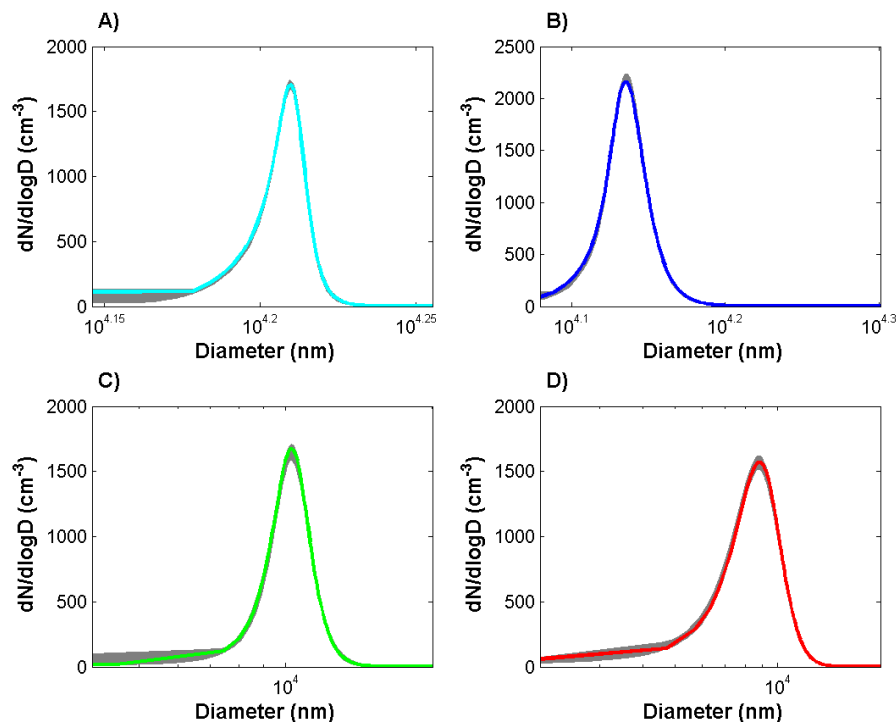 A)
B)
2000
1500
1000
500
0
dN/dlogD (cm⁻³)
10^4.15
10^4.2
10^4.25
Diameter (nm)
2500
2000
1500
1000
500
0
dN/dlogD (cm⁻³)
10^4.1
10^4.2
10^4.3
Diameter (nm)
C)
D)
2000
1500
1000
500
0
dN/dlogD (cm⁻³)
10^4
Diameter (nm)
2000
1500
1000
500
0
dN/dlogD (cm⁻³)
10^4
Diameter (nm)